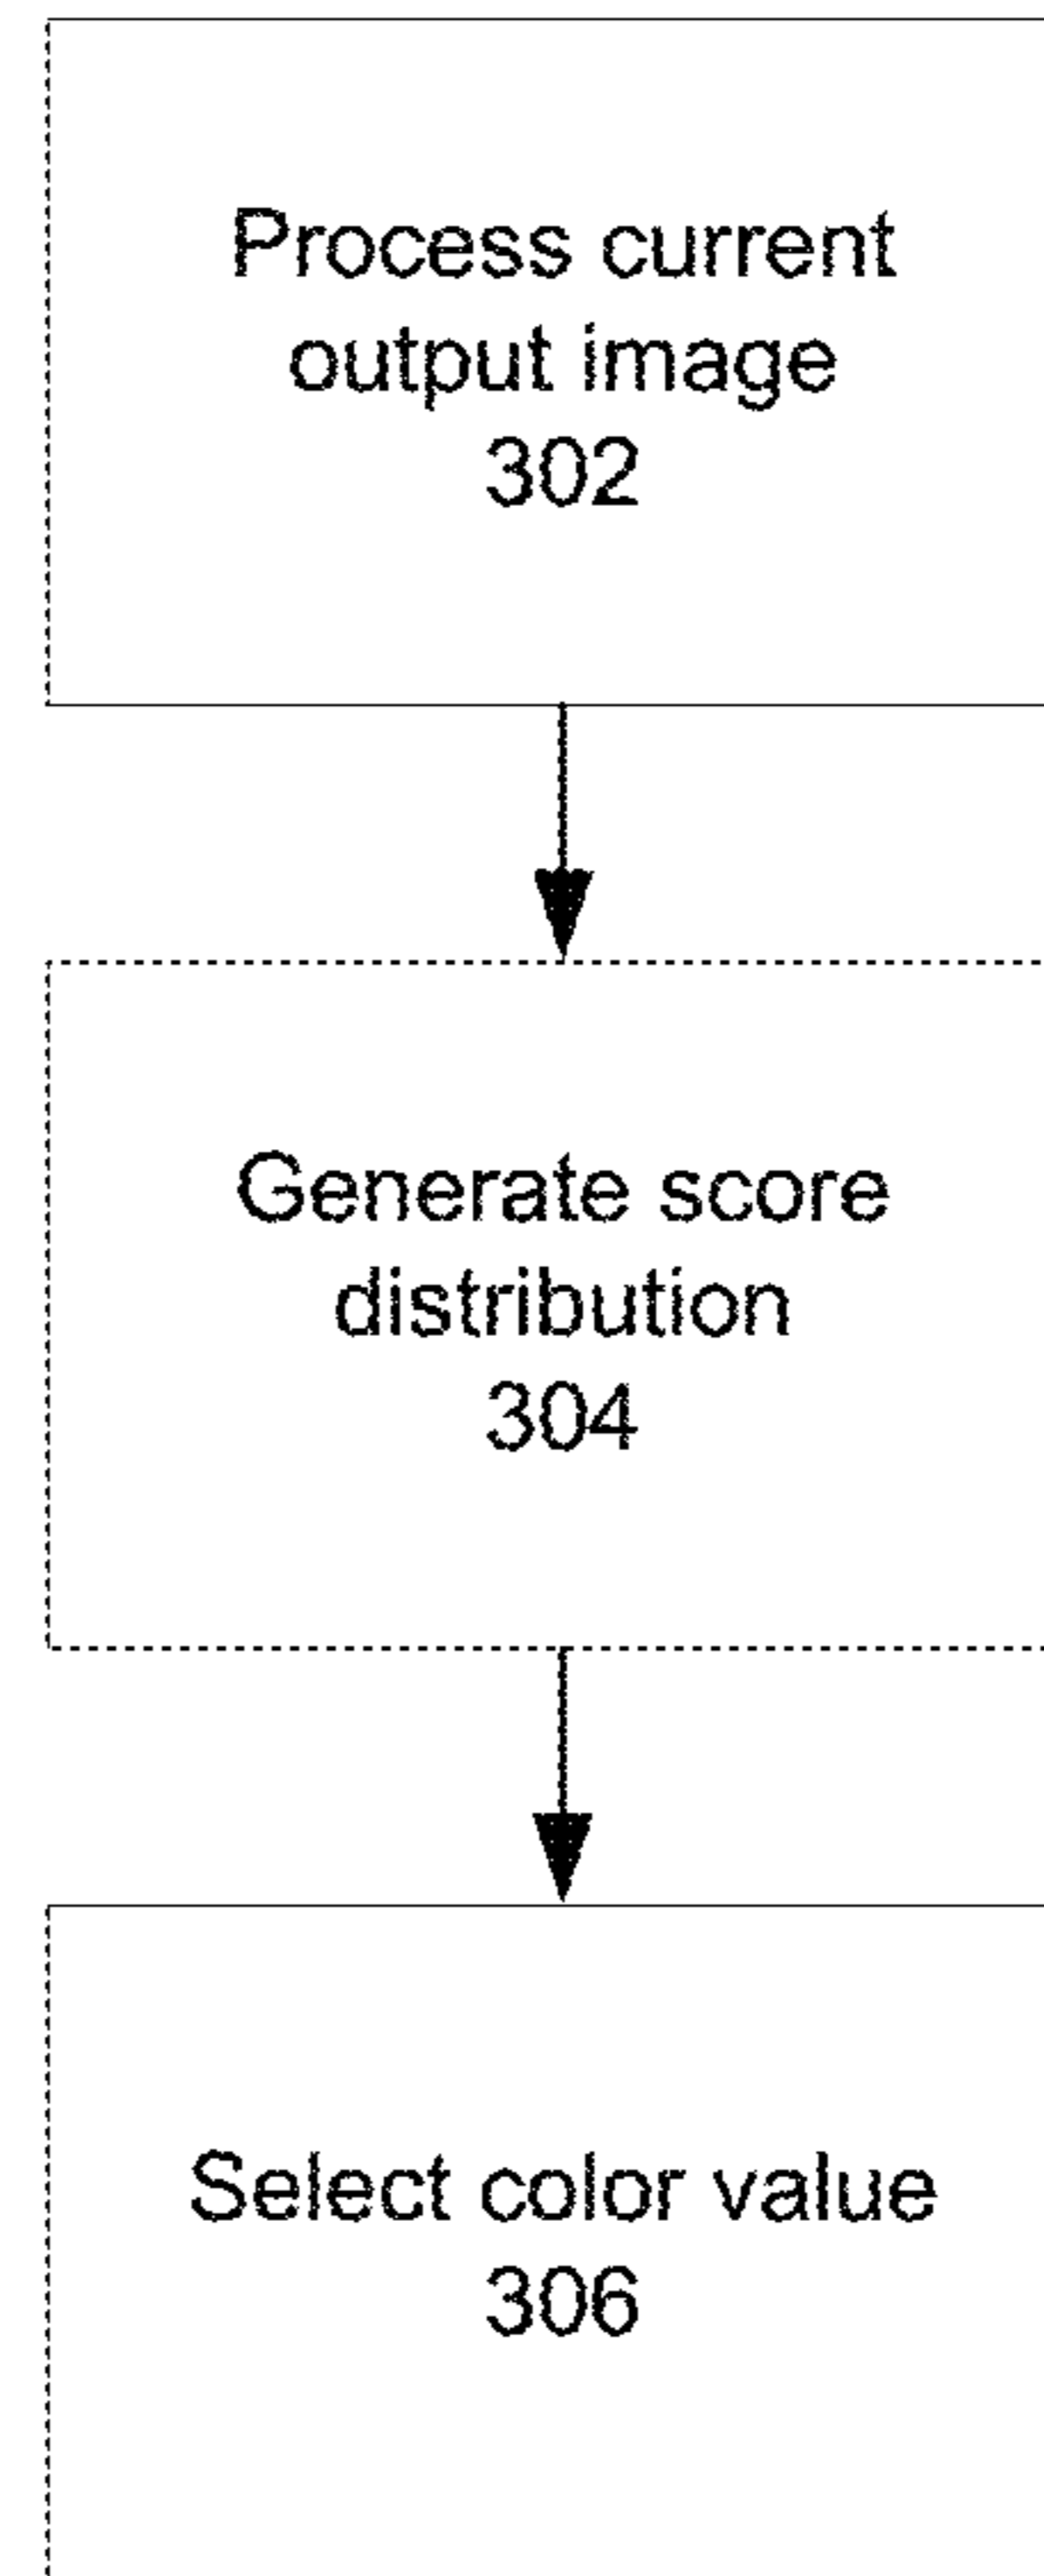 Process current
output image
302
Generate score
distribution
304
Select color value
306